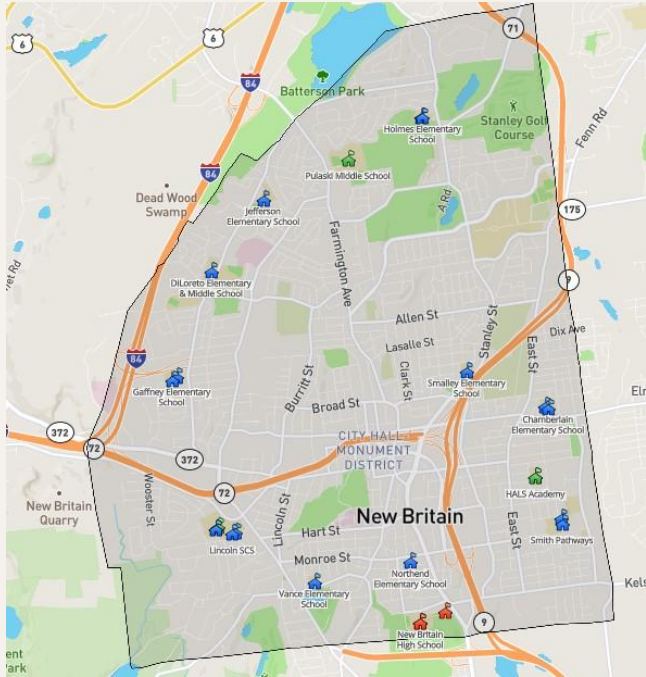 71
6
6
84
Batterson Park
Holmes Elementary
School
Stanley Golf
Course
Fenn Rd
Pulaski Middle School
84
Dead Wood
Swamp
A Rd
Jefferson
Elementary School
175
Farmington Ave
DiLoreto Elementary
& Middle School
9
Allen St
Stanley St
Dix Ave
East St
Lasalle St
84
Clark St
Burritt St
Smalley Elementary
School
Gaffney Elementary
School
Broad St
Chamberlain
Elementary School
372
72
CITY HALL-
MONUMENT
DISTRICT
372
Wooster St
72
HALS Academy
New Britain
Quarry
Lincoln St
New Britain
East St
Hart St
Lincoln SCS
Smith Pathways
Monroe St
Northend
Elementary School
Vance Elementary
School
9
New Britain
High School
Park